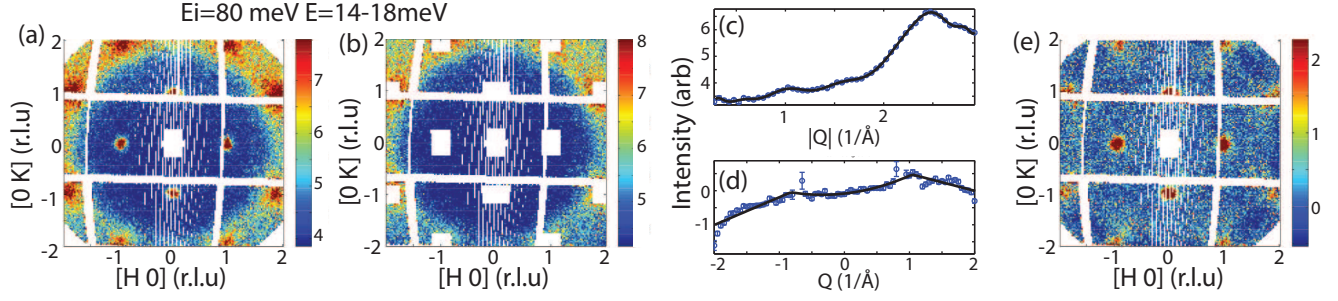 Ei=80 meV E=14-18meV
(a)
[0 K] (r.l.u)
2
1
0
-1
-2
-1 0 1 2
[H 0] (r.l.u)
7
6
5
4
(b)
2
1
0
-1
-2
-1 0 1 2
[H 0] (r.l.u)
8
7
6
5
(c)
Intensity (arb)
6
5
4
2
|Q| (1/Å)
(d)
0
-1
-2 -1 0 1 2
Q (1/Å)
(e)
[0 K] (r.l.u)
2
1
0
-1
-2
-1 0 1 2
[H 0] (r.l.u)
2
1
0